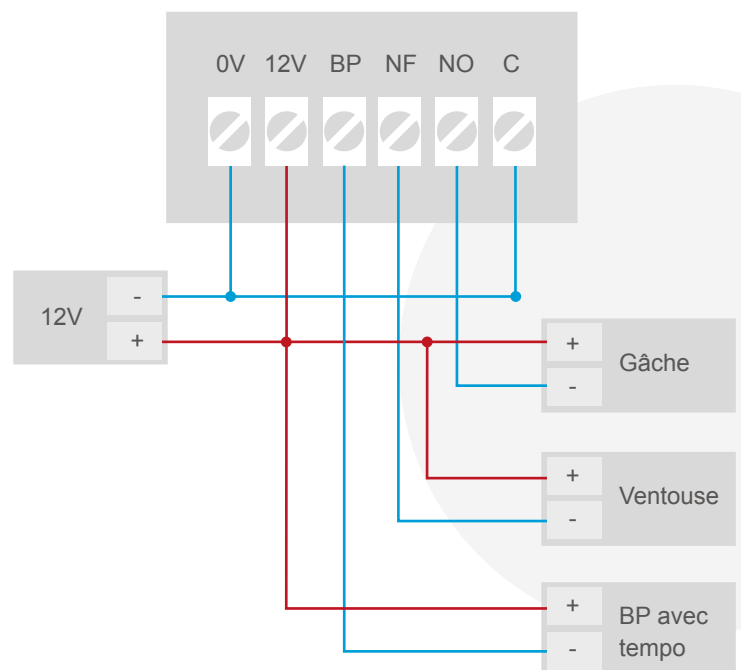 0V 12V BP NF NO C
12V
-
+
+
-
Gâche
+
-
Ventouse
+
-
BP avec
tempo